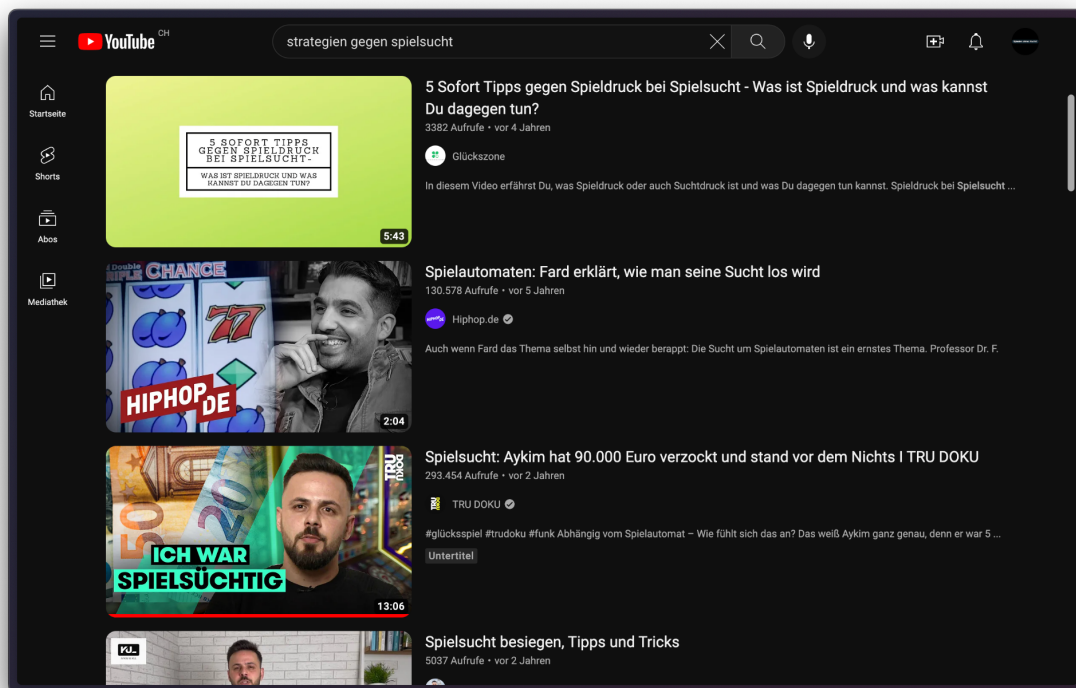 YouTube CH
strategien gegen spielsucht
Startseite
Shorts
Abos
Mediathek
5 SOFORT TIPPS
GEGEN SPIELDRUCK
BEI SPIELSUCHT-
WAS IST SPIELDRUCK UND WAS
KANNST DU DAGEGEN TUN?
5:43
5 Sofort Tipps gegen Spieldruck bei Spielsucht - Was ist Spieldruck und was kannst
Du dagegen tun?
3382 Aufrufe • vor 4 Jahren
Glückszone
In diesem Video erfährst Du, was Spieldruck oder auch Suchtdruck ist und was Du dagegen tun kannst. Spieldruck bei Spielsucht ...
Double
TRIPLE CHANCE
77
HIPHOP.DE
2:04
Spielautomaten: Fard erklärt, wie man seine Sucht los wird
130.578 Aufrufe • vor 5 Jahren
Hiphop.de
Auch wenn Fard das Thema selbst hin und wieder berappt: Die Sucht um Spielautomaten ist ein ernstes Thema. Professor Dr. F.
50
20
TRU
DOKU
ICH WAR
SPIELSÜCHTIG
13:06
Spielsucht: Aykim hat 90.000 Euro verzockt und stand vor dem Nichts I TRU DOKU
293.454 Aufrufe • vor 2 Jahren
TRU DOKU
#glücksspiel #trudoku #funk Abhängig vom Spielautomat – Wie fühlt sich das an? Das weiß Aykim ganz genau, denn er war 5 ...
Untertitel
Spielsucht besiegen, Tipps und Tricks
5037 Aufrufe • vor 2 Jahren